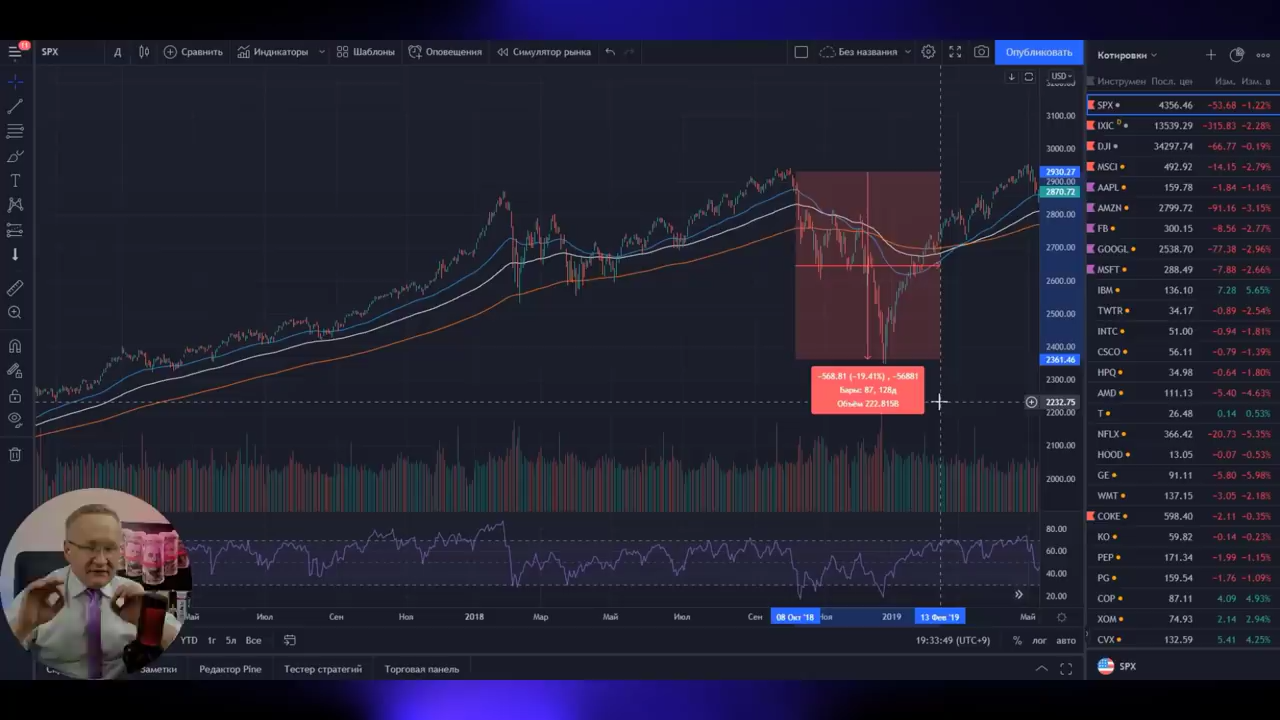 11
SPX
Д
Сравнить
Индикаторы
Шаблоны
Оповещения
Симулятор рынка
Без названия
Опубликовать
USD
3100.00
3000.00
2930.27
2900.00
2870.72
2800.00
2700.00
2600.00
2500.00
2400.00
2361.46
2300.00
2232.75
2200.00
2100.00
2000.00
-568.81 (-19.41%) , -56881
Бары: 87, 128д
Объём 222.815B
80.00
60.00
40.00
20.00
Май
Июл
Сен
Ноя
2018
Мар
Май
Июл
Сен
08 Окт '18
Ноя
2019
13 Фев '19
Май
YTD
1г
5л
Все
19:33:49 (UTC+9)
%
лог
авто
заметки
Редактор Pine
Тестер стратегий
Торговая панель
Котировки
Инструмен Посл. цен Изм. Изм. в
SPX 4356.46 -53.68 -1.22%
IXIC D 13539.29 -315.83 -2.28%
DJI 34297.74 -66.77 -0.19%
MSCI 492.92 -14.15 -2.79%
AAPL 159.78 -1.84 -1.14%
AMZN 2799.72 -91.16 -3.15%
FB 300.15 -8.56 -2.77%
GOOGL 2538.70 -77.38 -2.96%
MSFT 288.49 -7.88 -2.66%
IBM 136.10 7.28 5.65%
TWTR 34.17 -0.89 -2.54%
INTC 51.00 -0.94 -1.81%
CSCO 56.11 -0.79 -1.39%
HPQ 34.98 -0.64 -1.80%
AMD 111.13 -5.40 -4.63%
T 26.48 0.14 0.53%
NFLX 366.42 -20.73 -5.35%
HOOD 13.05 -0.07 -0.53%
GE 91.11 -5.80 -5.98%
WMT 137.15 -3.05 -2.18%
COKE 598.40 -2.11 -0.35%
KO 59.82 -0.14 -0.23%
PEP 171.34 -1.99 -1.15%
PG 159.54 -1.76 -1.09%
COP 87.11 4.09 4.93%
XOM 74.93 2.14 2.94%
CVX 132.59 5.41 4.25%
SPX